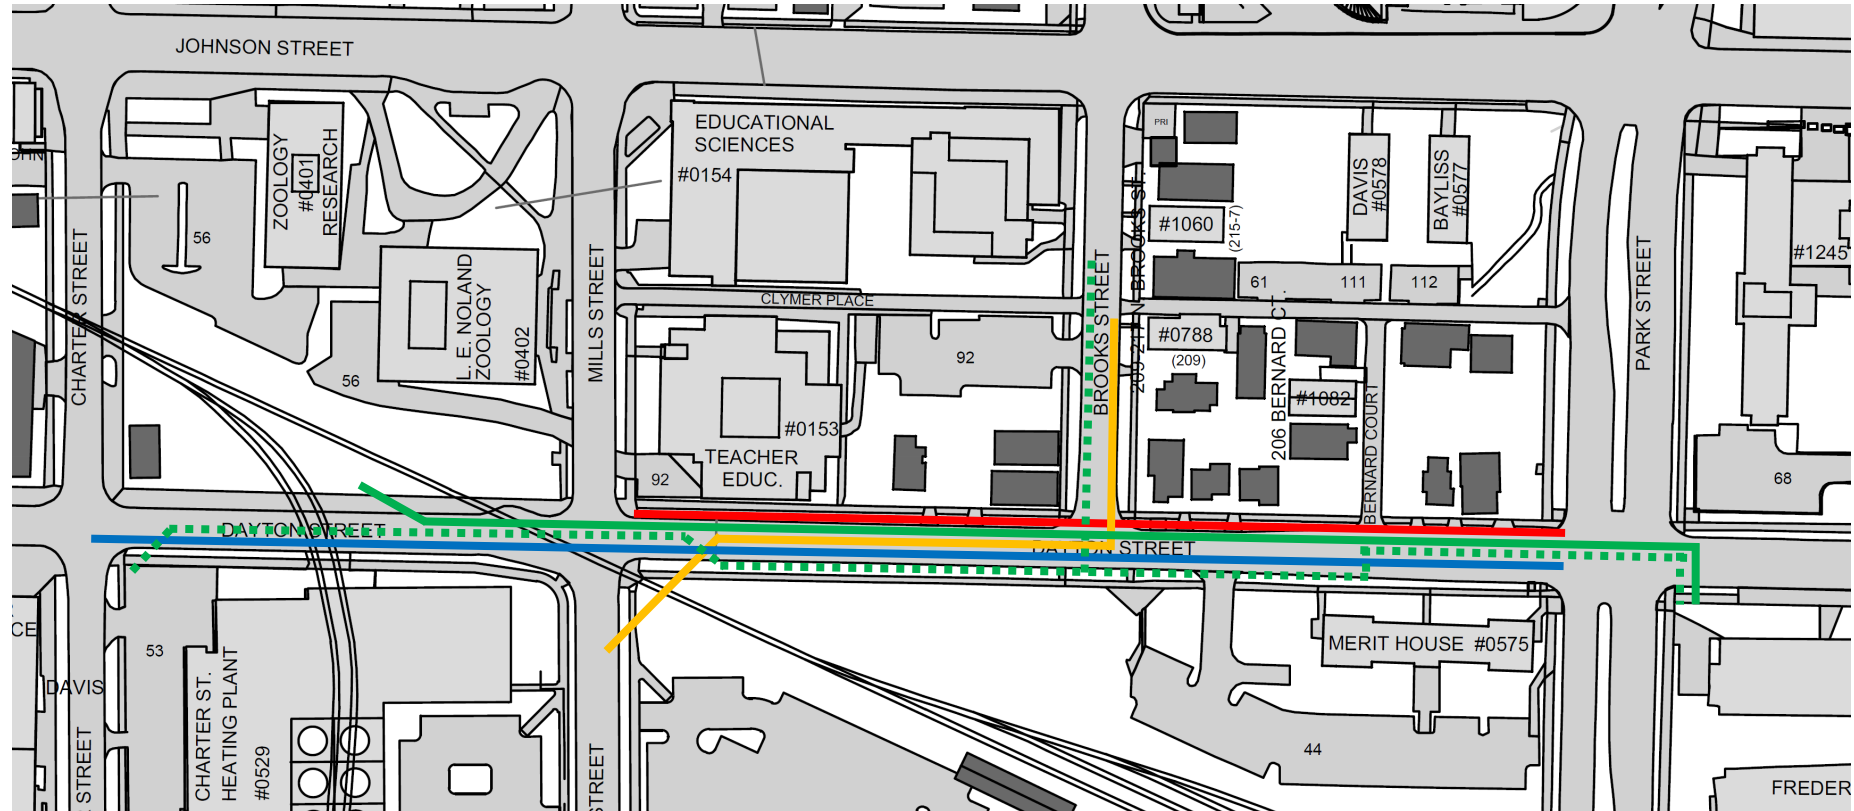 JOHNSON STREET
EDUCATIONAL
SCIENCES
#0154
ZOOLOGY
#0401
RESEARCH
56
CHARTER STREET
L. E. NOLAND
ZOOLOGY
#0402
56
MILLS STREET
CLYMER PLACE
BROOKS STREET
PRI
#1060
(215-7)
DAVIS
#0578
BAYLISS
#0577
61
111
112
PARK STREET
#1245
#0788
(209)
206 BERNARD CT.
#1082
BERNARD COURT
92
#0153
TEACHER
EDUC.
92
68
DAYTON STREET
DAYTON STREET
53
DAVIS
CHARTER ST.
HEATING PLANT
#0529
STREET
STREET
MERIT HOUSE #0575
44
FREDER